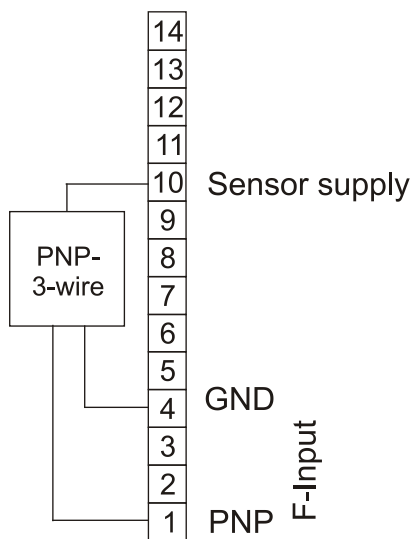 14
13
12
11
10 Sensor supply
9
PNP-
3-wire
8
7
6
5
4 GND
3
2
1 PNP
F-Input